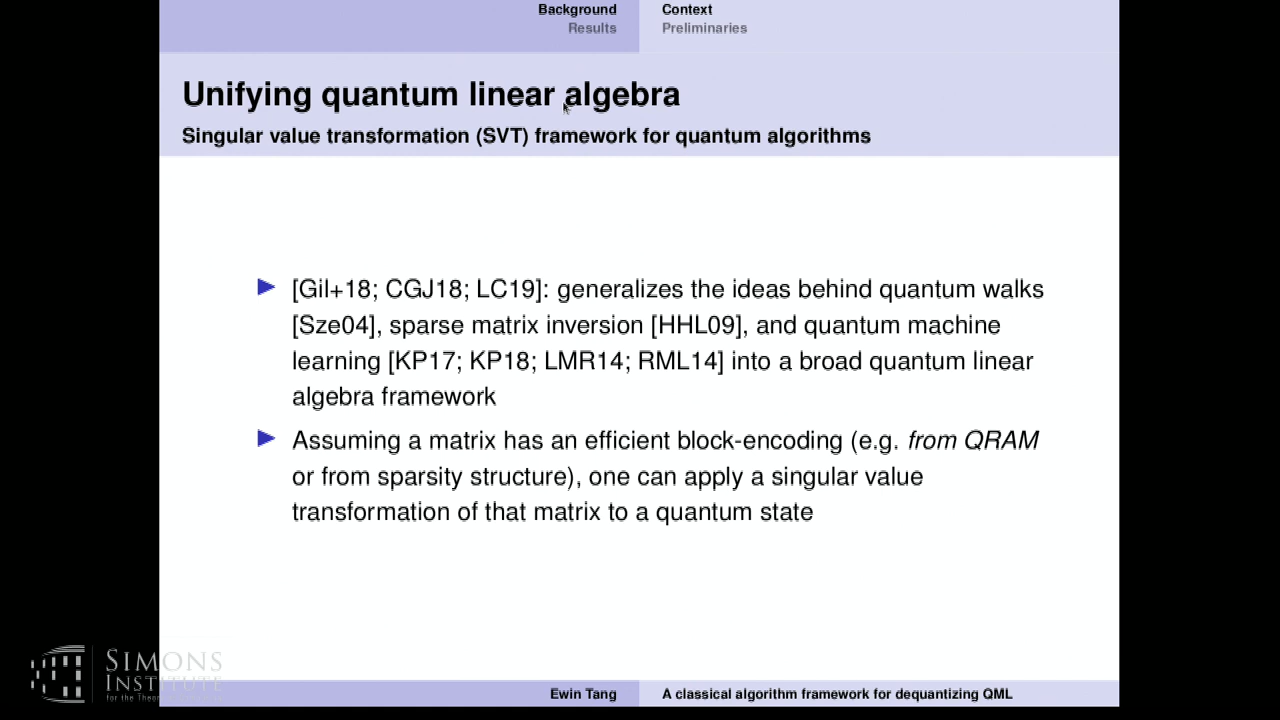 Background
Results
Context
Preliminaries
Unifying quantum linear algebra
Singular value transformation (SVT) framework for quantum algorithms
[Gil+18; CGJ18; LC19]: generalizes the ideas behind quantum walks
[Sze04], sparse matrix inversion [HHL09], and quantum machine
learning [KP17; KP18; LMR14; RML14] into a broad quantum linear
algebra framework
Assuming a matrix has an efficient block-encoding (e.g. from QRAM
or from sparsity structure), one can apply a singular value
transformation of that matrix to a quantum state
SIMONS
INSTITUTE
for the
Ewin Tang
A classical algorithm framework for dequantizing QML